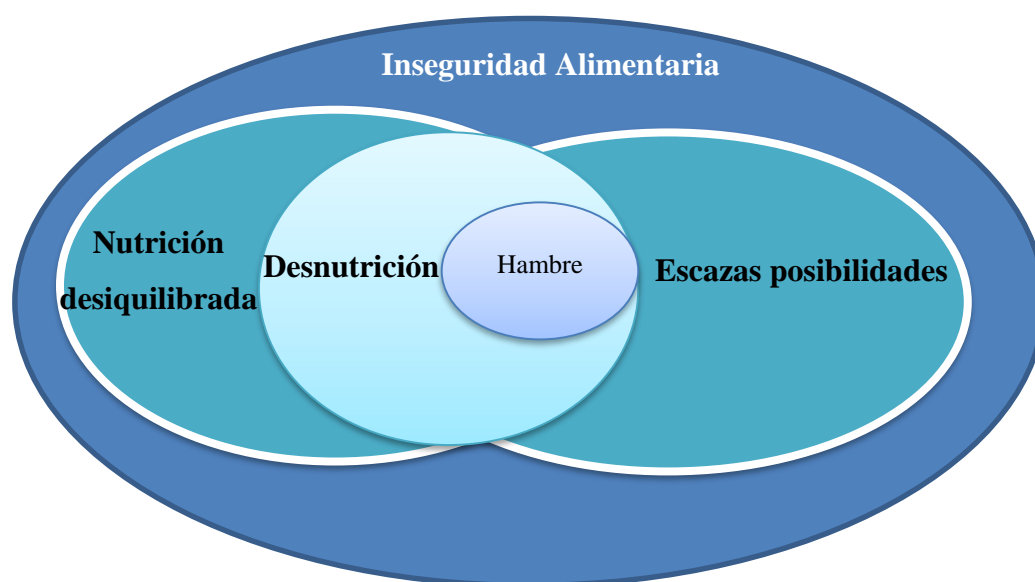 Inseguridad Alimentaria
Nutrición
desiquilibrada
Desnutrición
Hambre
Escazas posibilidades